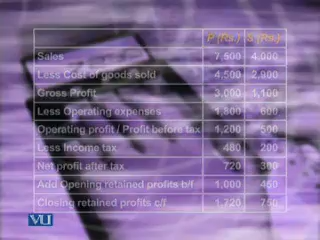 P (Rs.) S (Rs.)
Sales 7,500 4,000
Less Cost of goods sold 4,500 2,900
Gross Profit 3,000 1,100
Less Operating expenses 1,800 600
Operating profit / Profit before tax 1,200 500
Less Income tax 480 200
Net profit after tax 720 300
Add Opening retained profits b/f 1,000 450
Closing retained profits c/f 1,720 750
VU